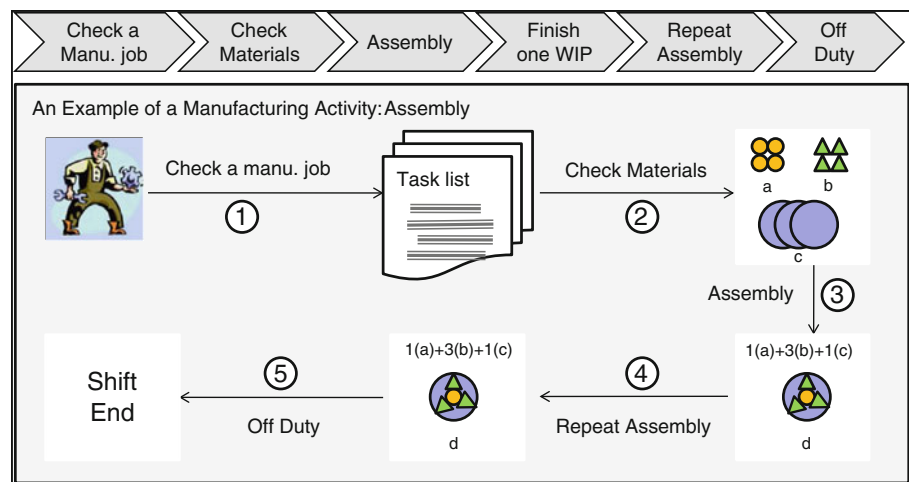 Check a
Manu. job
Check
Materials
Assembly
Finish
one WIP
Repeat
Assembly
Off
Duty
An Example of a Manufacturing Activity: Assembly
Check a manu. job
1
Task list
Check Materials
2
a
b
c
Assembly
3
1(a)+3(b)+1(c)
d
4
Repeat Assembly
1(a)+3(b)+1(c)
d
5
Off Duty
Shift
End